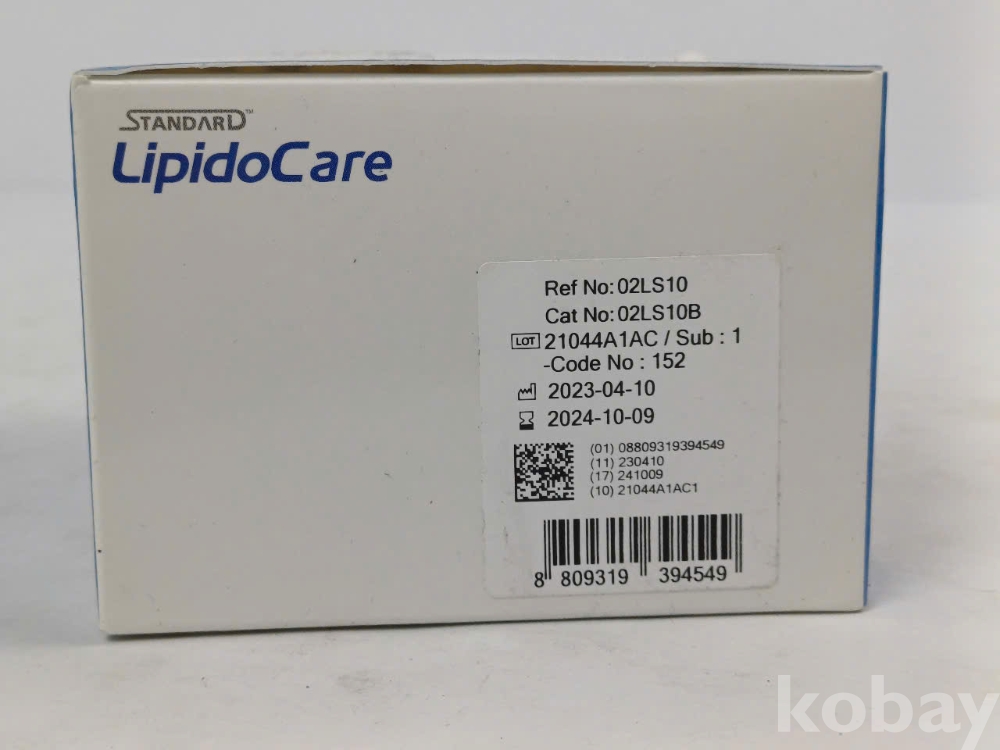 STANDARD™
LipidoCare
Ref No: 02LS10
Cat No: 02LS10B
LOT 21044A1AC / Sub : 1
-Code No : 152
2023-04-10
2024-10-09
(01) 08809319394549
(11) 230410
(17) 241009
(10) 21044A1AC1
8 809319 394549
kobay